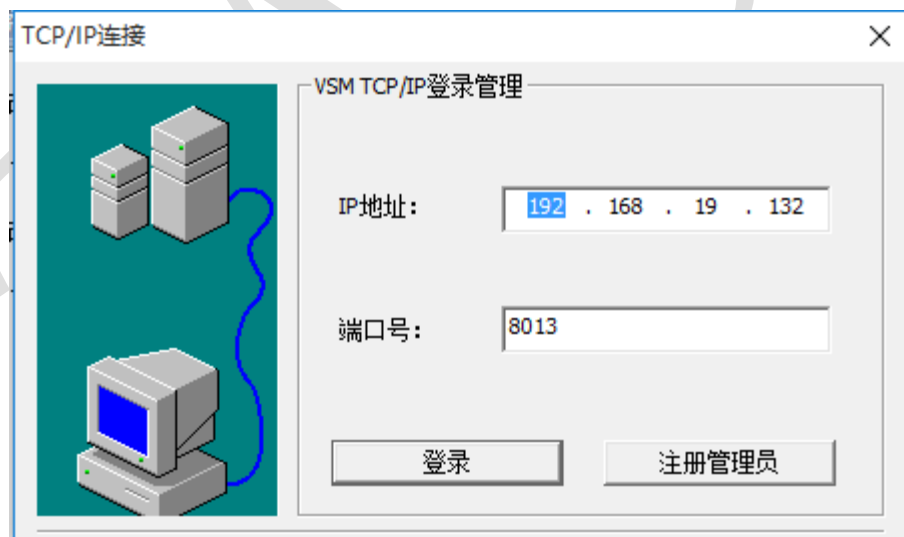 TCP/IP连接
VSM TCP/IP登录管理
IP地址： 192 . 168 . 19 . 132
端口号： 8013
登录 注册管理员